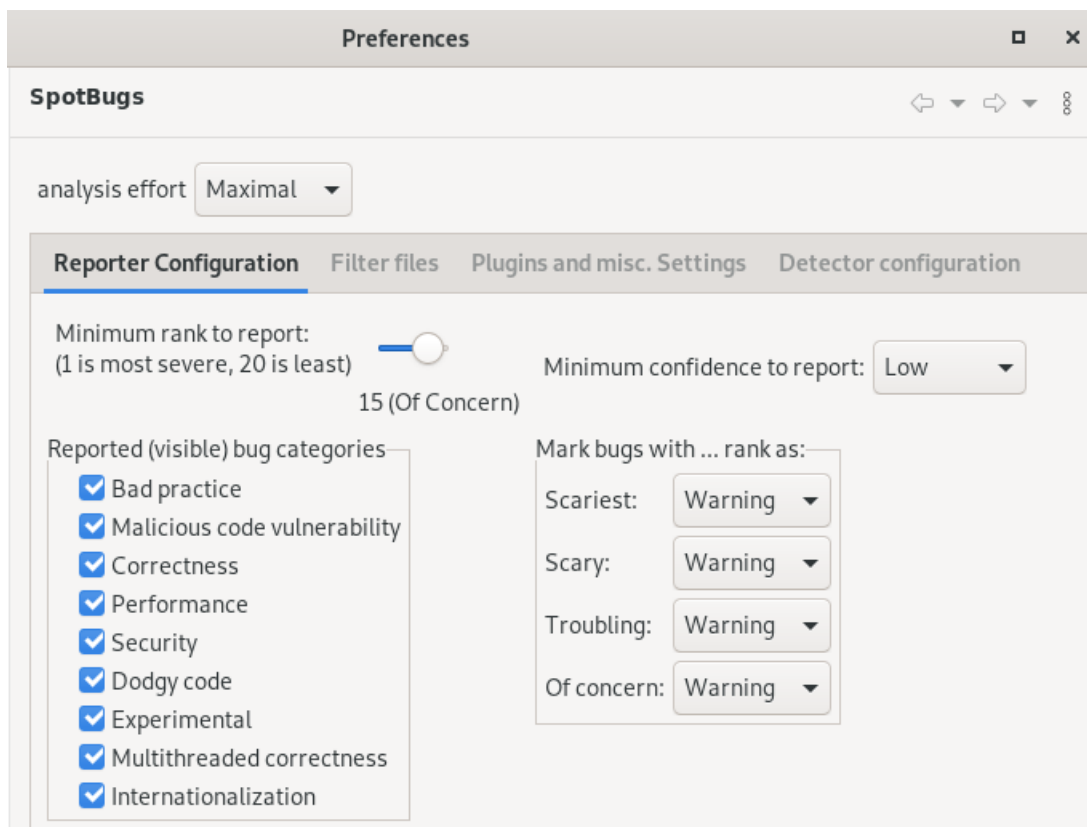 Preferences
SpotBugs
analysis effort Maximal
Reporter Configuration Filter files Plugins and misc. Settings Detector configuration
Minimum rank to report:
(1 is most severe, 20 is least)
15 (Of Concern)
Minimum confidence to report: Low
Reported (visible) bug categories
Bad practice
Malicious code vulnerability
Correctness
Performance
Security
Dodgy code
Experimental
Multithreaded correctness
Internationalization
Mark bugs with ... rank as:
Scariest: Warning
Scary: Warning
Troubling: Warning
Of concern: Warning